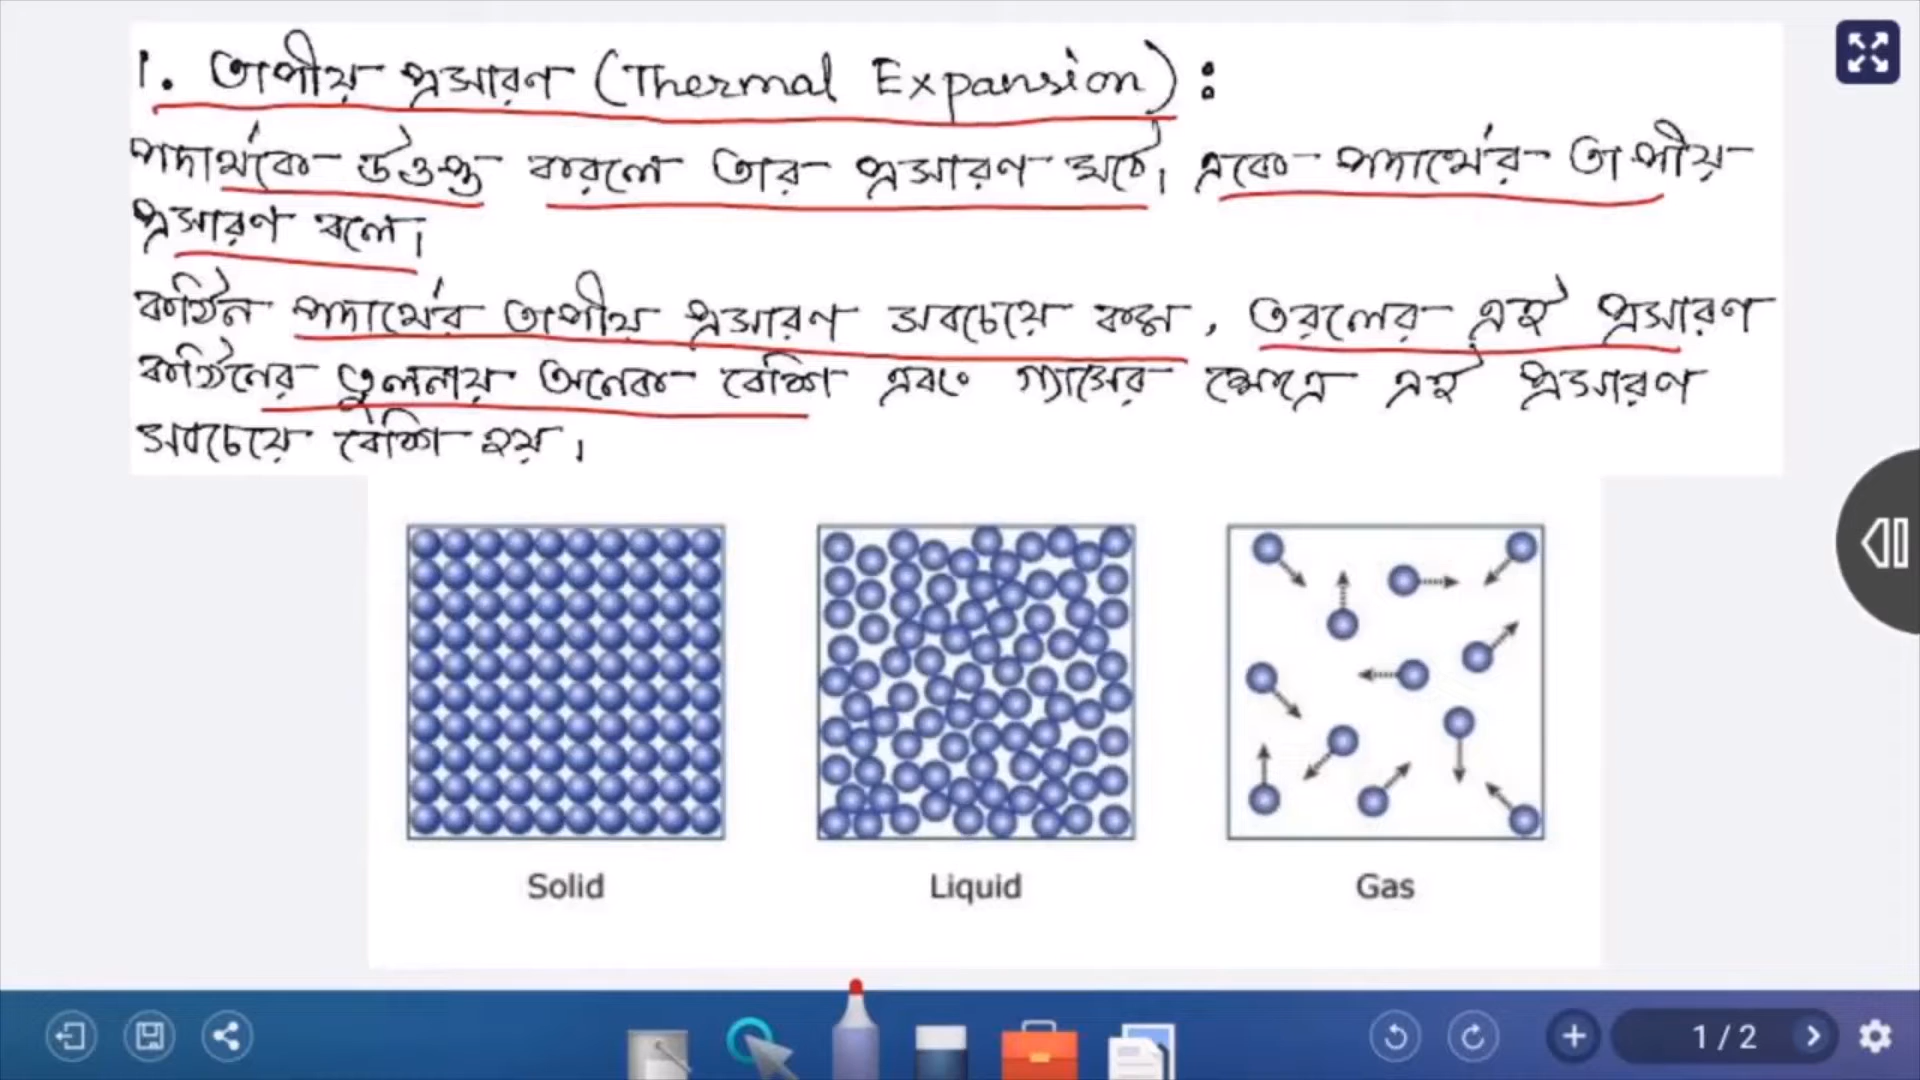 1. তাপীয় প্রসারণ (Thermal Expansion) :
পদার্থকে উত্তপ্ত করলে তার প্রসারণ ঘটে। একে পদার্থের তাপীয়
প্রসারণ বলে।
কঠিন পদার্থের তাপীয় প্রসারণ সবচেয়ে কম, তরলের এই প্রসারণ
কঠিনের তুলনায় অনেক বেশি এবং গ্যাসের ক্ষেত্রে এই প্রসারণ
সবচেয়ে বেশি হয়।
Solid Liquid Gas
1 / 2